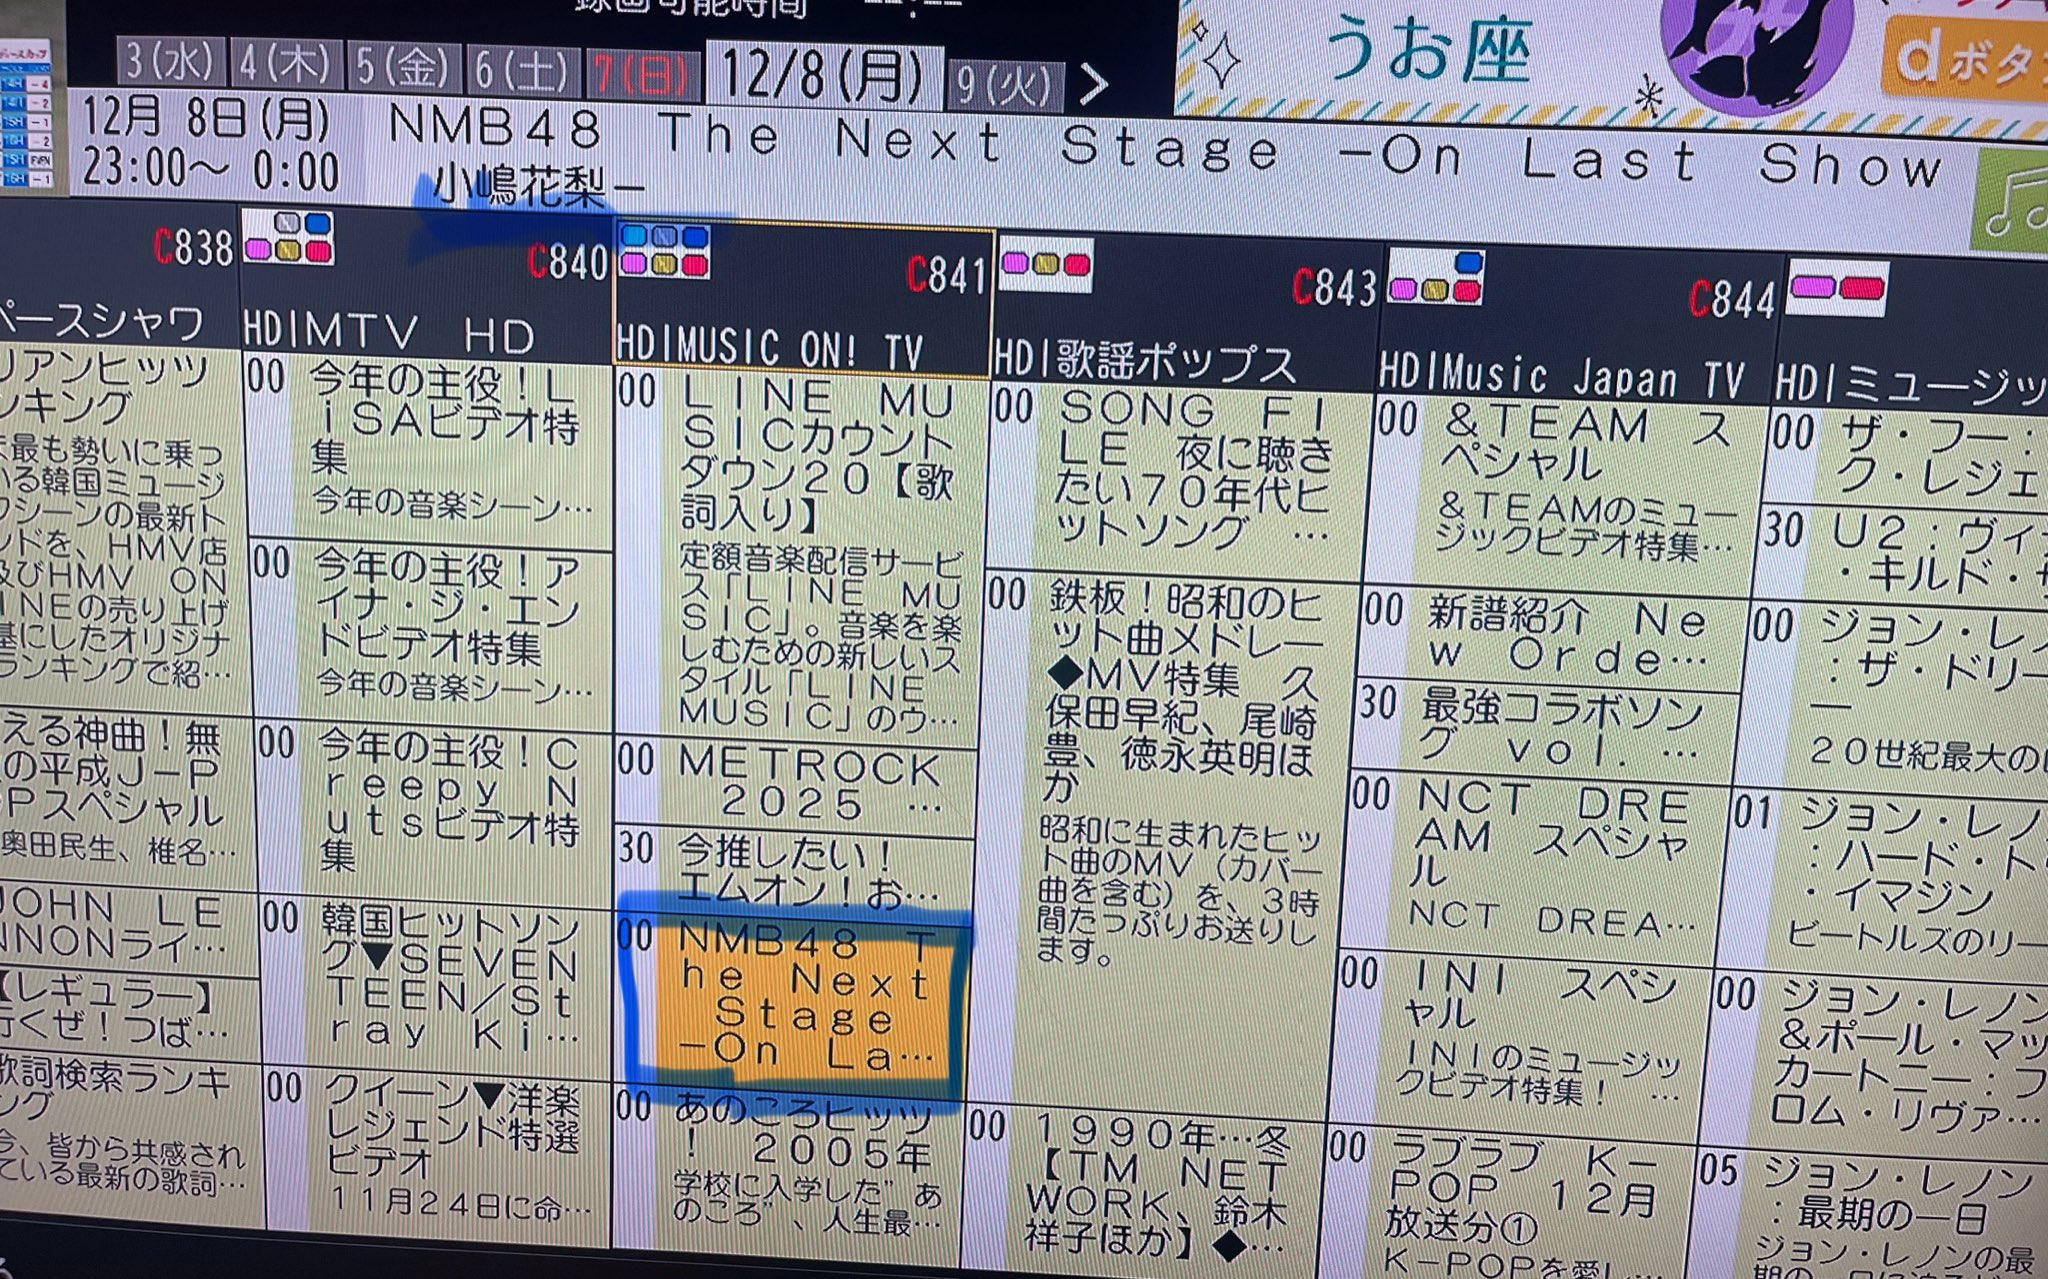 録画可能時間 --:--
3(水) 4(木) 5(金) 6(土) 7(日) 12/8(月) 9(火) >
うお座
dボタ
12月 8日(月) NMB48 The Next Stage -On Last Show
23:00～ 0:00 小嶋花梨-
C838
ペースシャワ
リアンヒッツ
ンキング
最も勢いに乗っ
いる韓国ミュージ
クシーンの最新ト
ンドを、HMV店
及びHMV ON
INEの売り上げ
基にしたオリジナ
ランキングで紹…
える神曲！無
の平成J-P
Pスペシャル
奥田民生、椎名…
JOHN LE
NNONライ…
【レギュラー】
行くぜ！つば…
歌詞検索ランキ
ング
今、皆から共感され
ている最新の歌詞…
C840
HD|MTV HD
00 今年の主役！L
iSAビデオ特
集
今年の音楽シーン…
00 今年の主役！ア
イナ・ジ・エン
ドビデオ特集
今年の音楽シーン…
00 今年の主役！C
reepy N
utsビデオ特
集
00 韓国ヒットソン
グ▼SEVEN
TEEN/St
ray Ki…
00 クイーン▼洋楽
レジェンド特選
ビデオ
11月24日に命…
C841
HD|MUSIC ON! TV
00 LINE MU
SICカウント
ダウン20【歌
詞入り】
定額音楽配信サービ
ス「LINE MU
SIC」。音楽を楽
しむための新しいス
タイル「LINE
MUSIC」のウ…
00 METROCK
2025 …
30 今推したい！
エムオン！お…
00 NMB48 T
he Next
Stage
-On La…
00 あのころヒッツ
！ 2005年
学校に入学した”あ
のころ”、人生最…
C843
HD|歌謡ポップス
00 SONG FI
LE 夜に聴き
たい70年代ヒ
ットソング …
00 鉄板！昭和のヒ
ット曲メドレー
◆MV特集 久
保田早紀、尾崎
豊、徳永英明ほ
か
昭和に生まれたヒッ
ト曲のMV（カバー
曲を含む）を、3時
間たっぷりお送りし
ます。
00 1990年…冬
【TM NET
WORK、鈴木
祥子ほか】◆…
C844
HD|Music Japan TV
00 &TEAM ス
ペシャル
&TEAMのミュー
ジックビデオ特集…
00 新譜紹介 Ne
w Orde…
30 最強コラボソン
グ vol. …
00 NCT DRE
AM スペシャ
ル
NCT DREA…
00 INI スペシ
ャル
INIのミュージッ
クビデオ特集！ …
00 ラブラブ K-
POP 12月
放送分①
K-POPを愛し…
HD|ミュージッ
00 ザ・フー：
ク・レジェ
30 U2：ヴィ
・キルド・
00 ジョン・レノ
：ザ・ドリー
ー
20世紀最大の
01 ジョン・レノ
：ハード・ト
・イマジン
ビートルズのリー
00 ジョン・レノン
&ポール・マッ
カートニー・フ
ロム・リヴァ…
05 ジョン・レノン
：最期の一日
ジョン・レノンの最